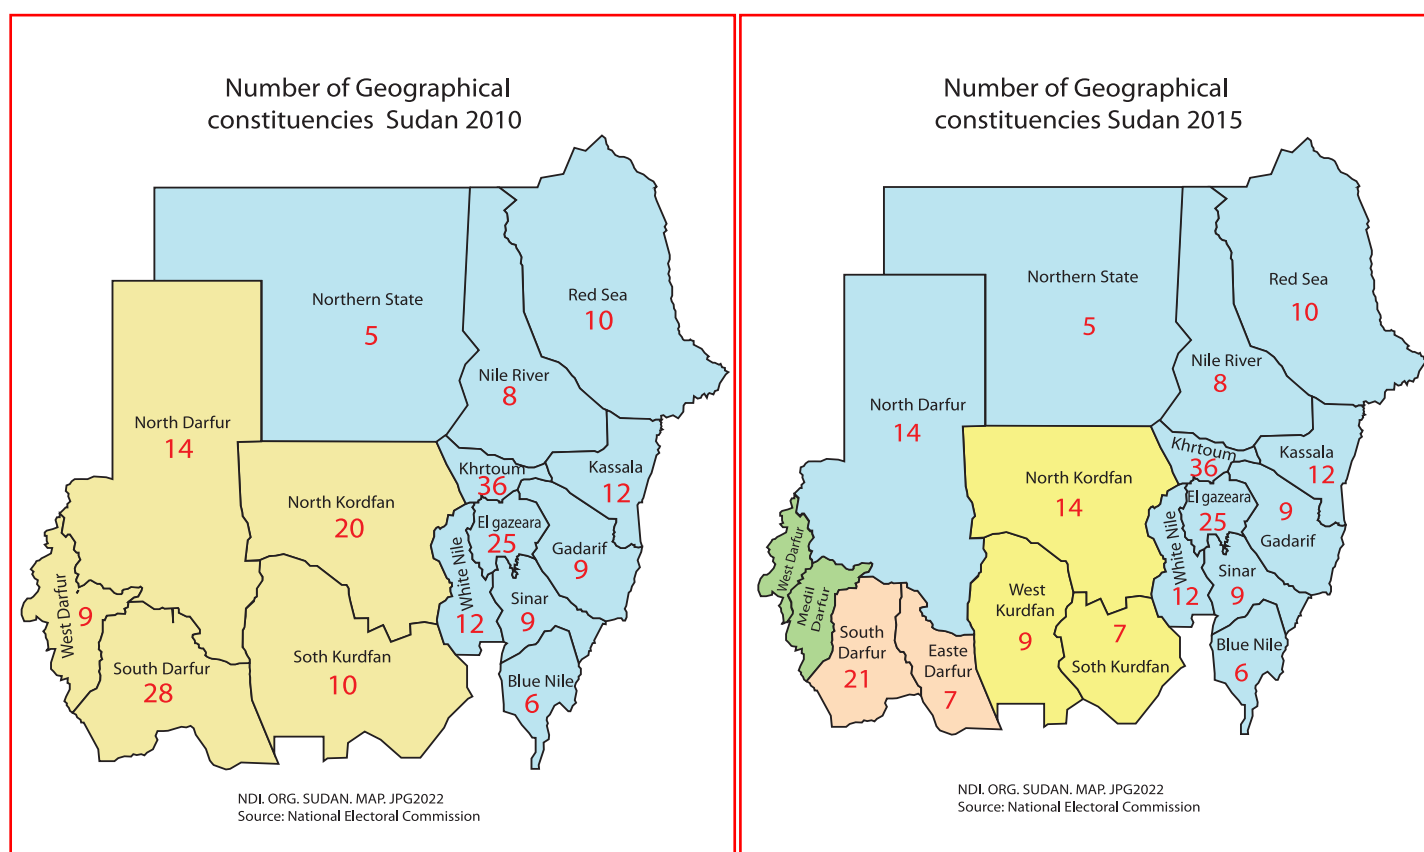 Number of Geographical
constituencies Sudan 2010
Northern State
5
Red Sea
10
Nile River
8
North Darfur
14
Khrtoum
36
Kassala
12
North Kordfan
20
El gazeara
25
Gadarif
9
White Nile
12
Sinar
9
West Darfur
9
South Darfur
28
Soth Kurdfan
10
Blue Nile
6
NDI. ORG. SUDAN. MAP. JPG2022
Source: National Electoral Commission
Number of Geographical
constituencies Sudan 2015
Northern State
5
Red Sea
10
Nile River
8
North Darfur
14
Khrtoum
36
Kassala
12
North Kordfan
14
El gazeara
25
9
Gadarif
White Nile
12
Sinar
9
West Darfur
Medil
Darfur
West
Kurdfan
9
7
Soth Kurdfan
South
Darfur
21
Easte
Darfur
7
Blue Nile
6
NDI. ORG. SUDAN. MAP. JPG2022
Source: National Electoral Commission